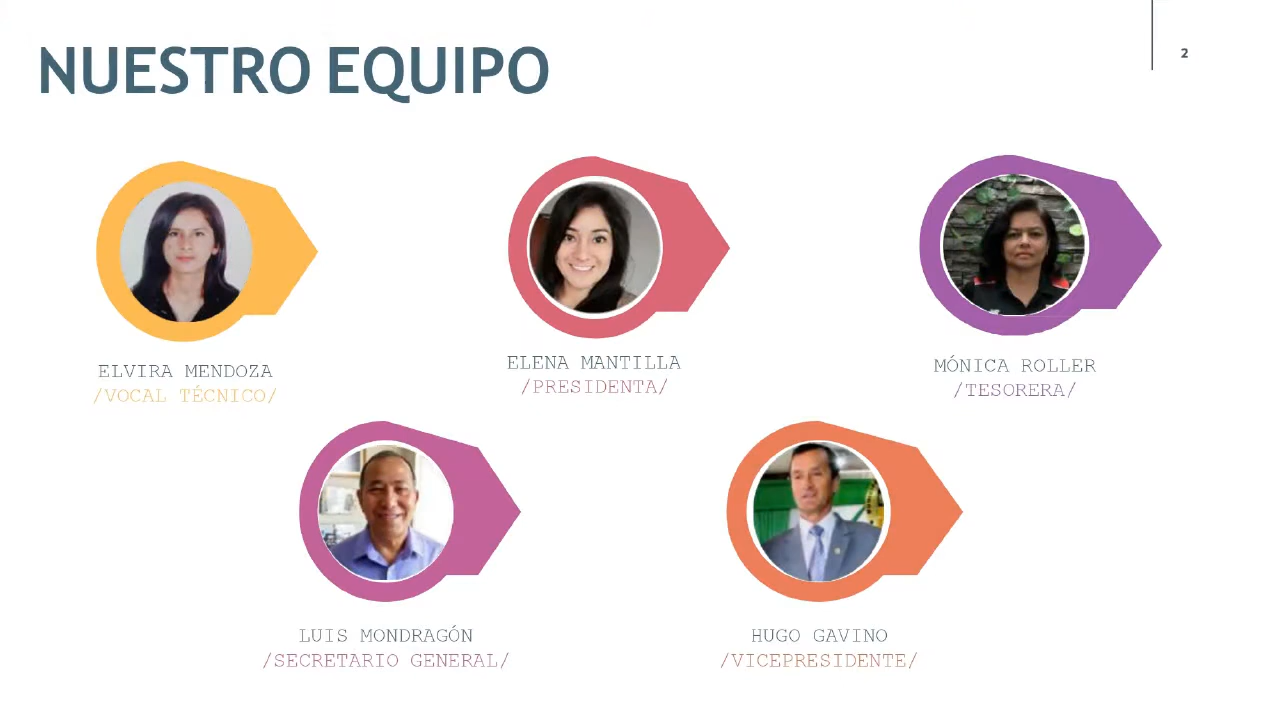 NUESTRO EQUIPO
2
ELVIRA MENDOZA
/VOCAL TÉCNICO/
ELENA MANTILLA
/PRESIDENTA/
MÓNICA ROLLER
/TESORERA/
LUIS MONDRAGÓN
/SECRETARIO GENERAL/
HUGO GAVINO
/VICEPRESIDENTE/